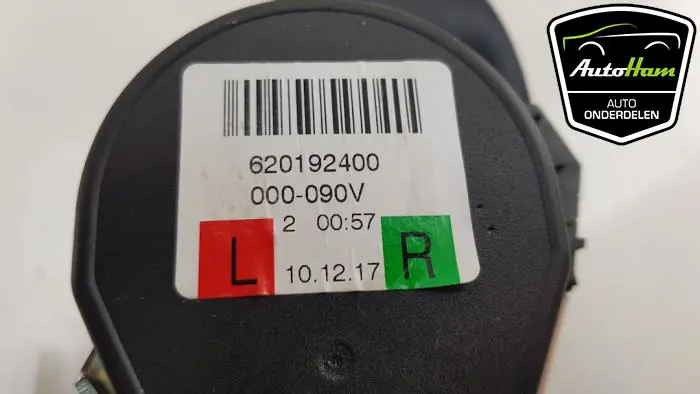 620192400
000-090V
2 00:57
L 10.12.17 R
AutoHam
AUTO
ONDERDELEN